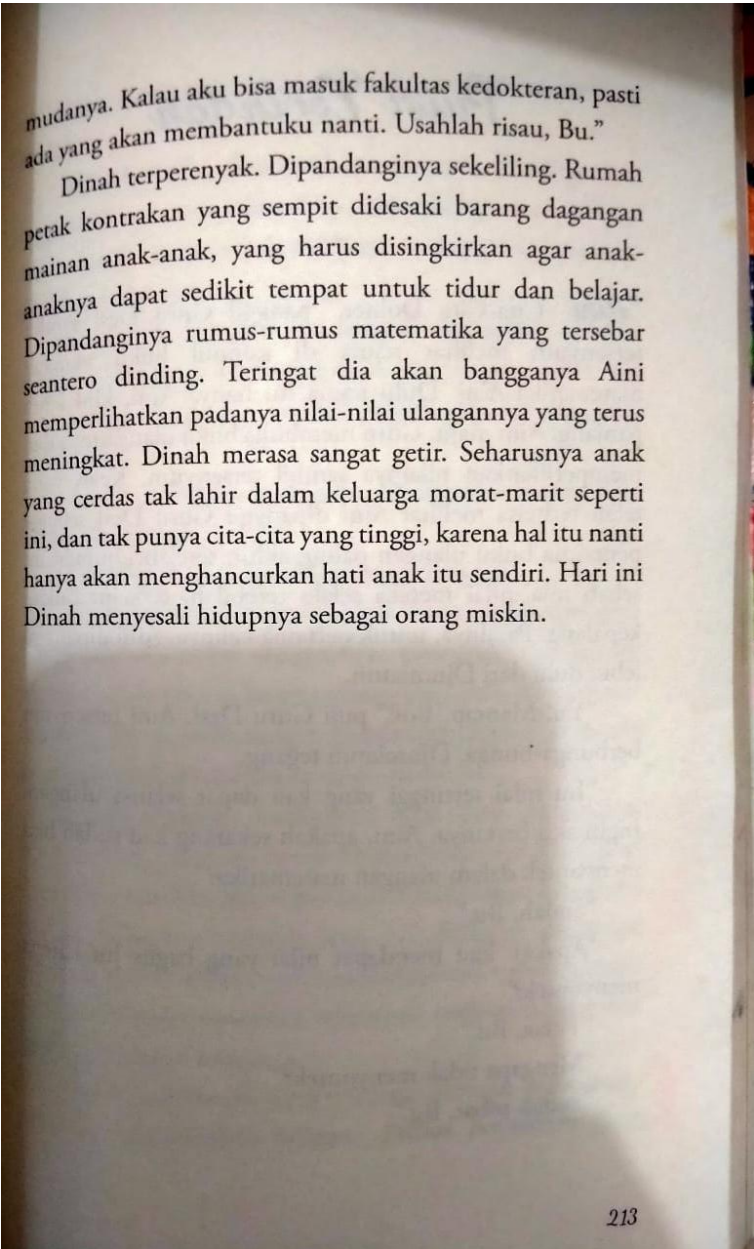 mudanya. Kalau aku bisa masuk fakultas kedokteran, pasti
ada yang akan membantuku nanti. Usahlah risau, Bu.”
Dinah terperenyak. Dipandanginya sekeliling. Rumah
petak kontrakan yang sempit didesaki barang dagangan
mainan anak-anak, yang harus disingkirkan agar anak-
anaknya dapat sedikit tempat untuk tidur dan belajar.
Dipandanginya rumus-rumus matematika yang tersebar
seantero dinding. Teringat dia akan bangganya Aini
memperlihatkan padanya nilai-nilai ulangannya yang terus
meningkat. Dinah merasa sangat getir. Seharusnya anak
yang cerdas tak lahir dalam keluarga morat-marit seperti
ini, dan tak punya cita-cita yang tinggi, karena hal itu nanti
hanya akan menghancurkan hati anak itu sendiri. Hari ini
Dinah menyesali hidupnya sebagai orang miskin.
213